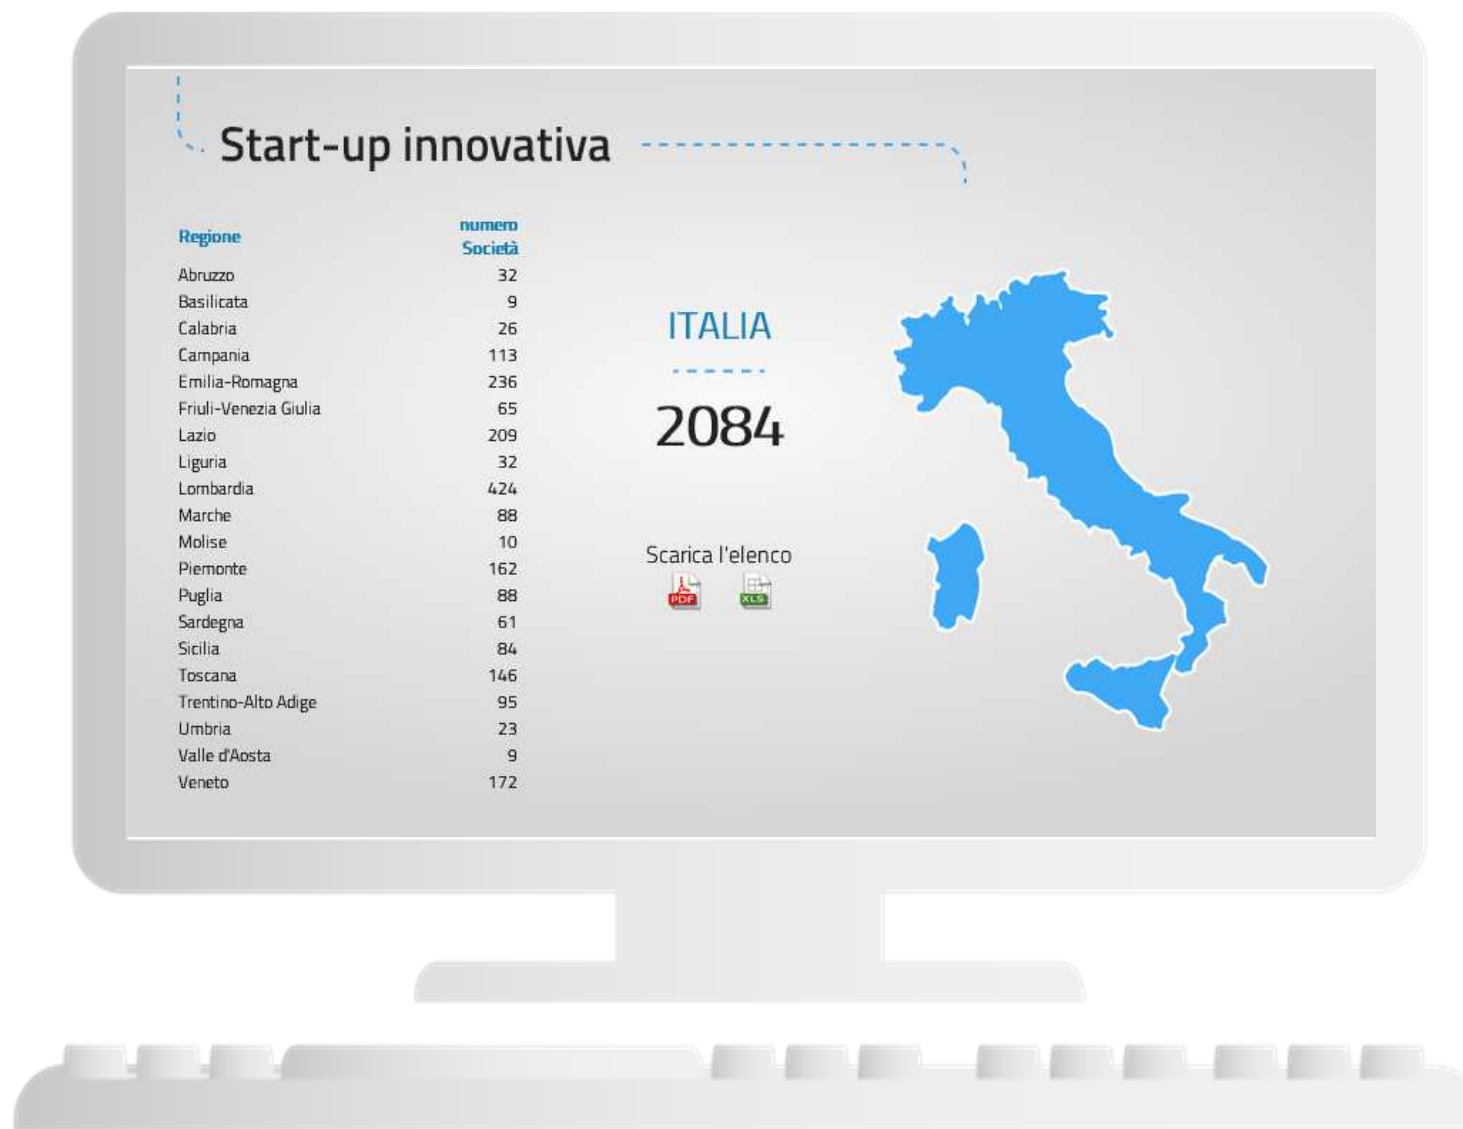 Start-up innovativa
Regione numero Società
Abruzzo 32
Basilicata 9
Calabria 26
Campania 113
Emilia-Romagna 236
Friuli-Venezia Giulia 65
Lazio 209
Liguria 32
Lombardia 424
Marche 88
Molise 10
Piemonte 162
Puglia 88
Sardegna 61
Sicilia 84
Toscana 146
Trentino-Alto Adige 95
Umbria 23
Valle d'Aosta 9
Veneto 172
ITALIA
2084
Scarica l'elenco
PDF XLS